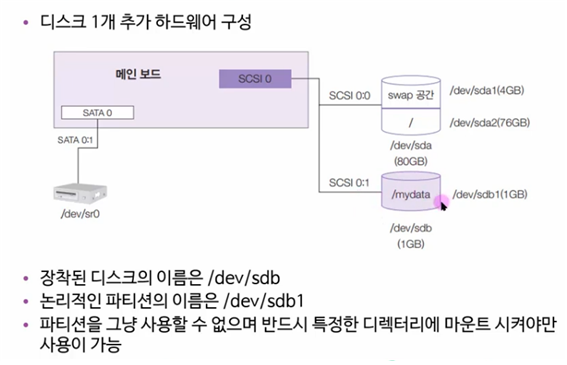 • 디스크 1개 추가 하드웨어 구성
메인 보드
SCSI 0
SATA 0
SATA 0:1
/dev/sr0
SCSI 0:0
swap 공간
/
/dev/sda1(4GB)
/dev/sda2(76GB)
/dev/sda
(80GB)
SCSI 0:1
/mydata
/dev/sdb1(1GB)
/dev/sdb
(1GB)
• 장착된 디스크의 이름은 /dev/sdb
• 논리적인 파티션의 이름은 /dev/sdb1
• 파티션을 그냥 사용할 수 없으며 반드시 특정한 디렉터리에 마운트 시켜야만
사용이 가능